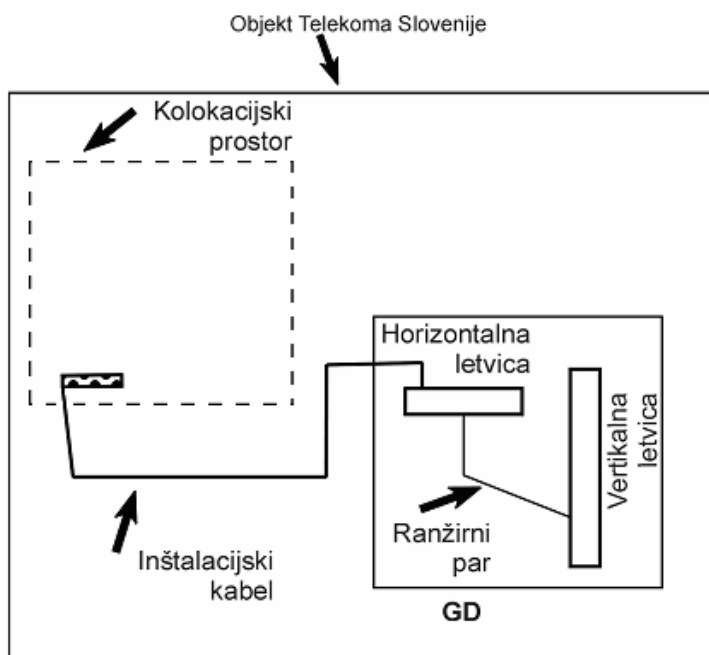 Objekt Telekoma Slovenije
Kolokacijski
prostor
Horizontalna
letvica
Vertikalna
letvica
Ranžirni
par
Inštalacijski
kabel
GD